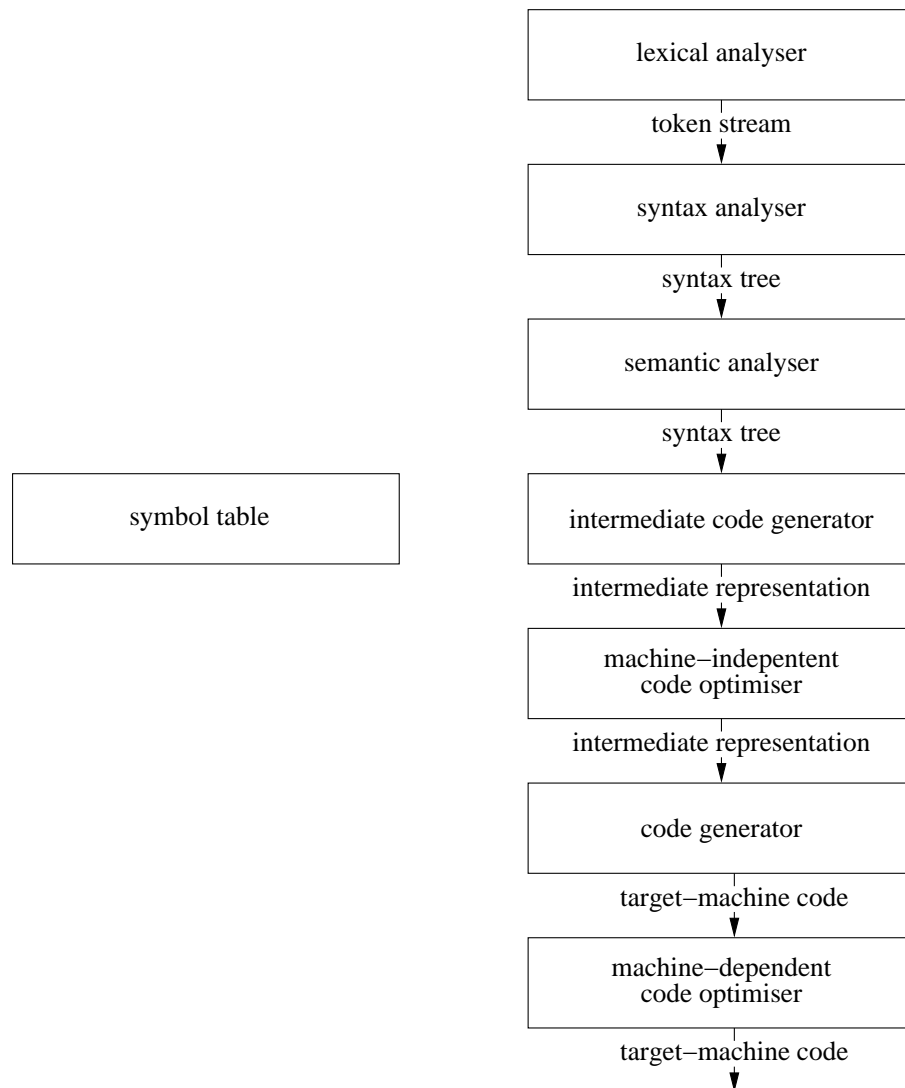 lexical analyser
token stream
syntax analyser
syntax tree
semantic analyser
syntax tree
symbol table
intermediate code generator
intermediate representation
machine−indepentent
code optimiser
intermediate representation
code generator
target−machine code
machine−dependent
code optimiser
target−machine code